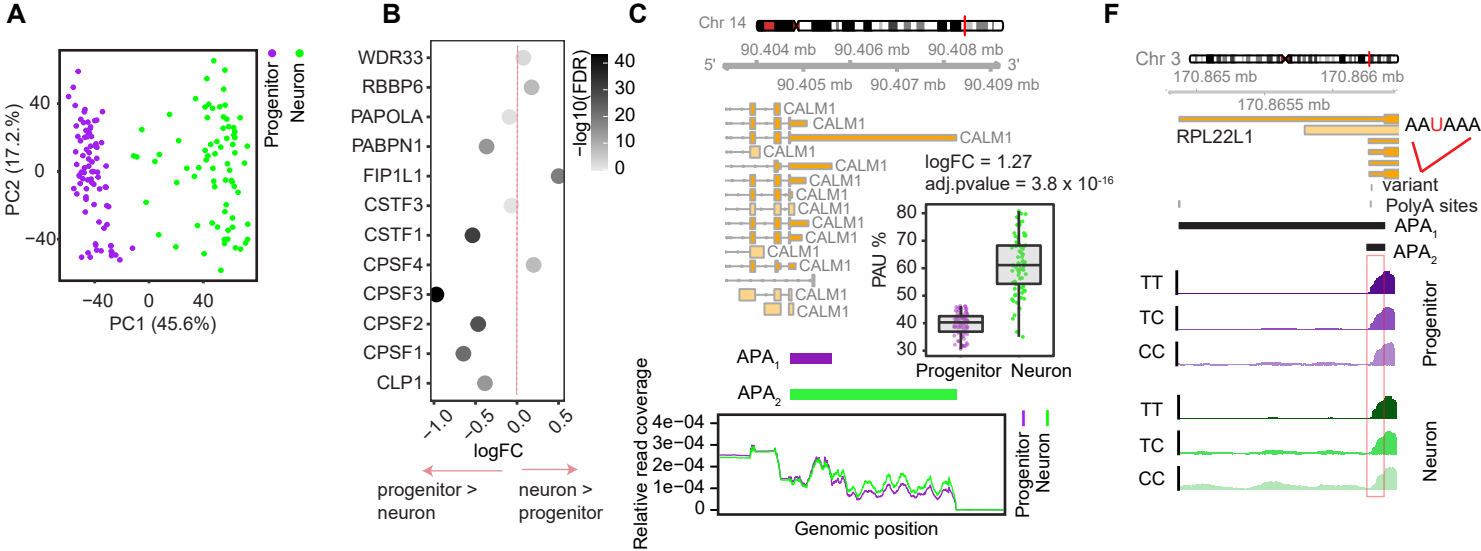 A
Progenitor
Neuron
PC2 (17.2.%)
40
0
−40
−40
0
40
PC1 (45.6%)
B
WDR33
RBBP6
PAPOLA
PABPN1
FIP1L1
CSTF3
CSTF1
CPSF4
CPSF3
CPSF2
CPSF1
CLP1
−1.0
−0.5
0.0
0.5
logFC
progenitor >
neuron
neuron >
progenitor
−log10(FDR)
40
30
20
10
0
C
Chr 14
90.404 mb
90.406 mb
90.408 mb
5'
3'
90.405 mb
90.407 mb
90.409 mb
CALM1
CALM1
CALM1
CALM1
CALM1
CALM1
CALM1
CALM1
CALM1
CALM1
CALM1
CALM1
CALM1
CALM1
logFC = 1.27
adj.pvalue = 3.8 x 10-16
PAU %
80
70
60
50
40
30
Progenitor
Neuron
APA1
APA2
Relative read coverage
4e−04
3e−04
2e−04
1e−04
0
Genomic position
Progenitor
Neuron
F
Chr 3
170.865 mb
170.866 mb
170.8655 mb
RPL22L1
AAUAAA
variant
PolyA sites
APA1
APA2
TT
TC
CC
Progenitor
TT
TC
CC
Neuron